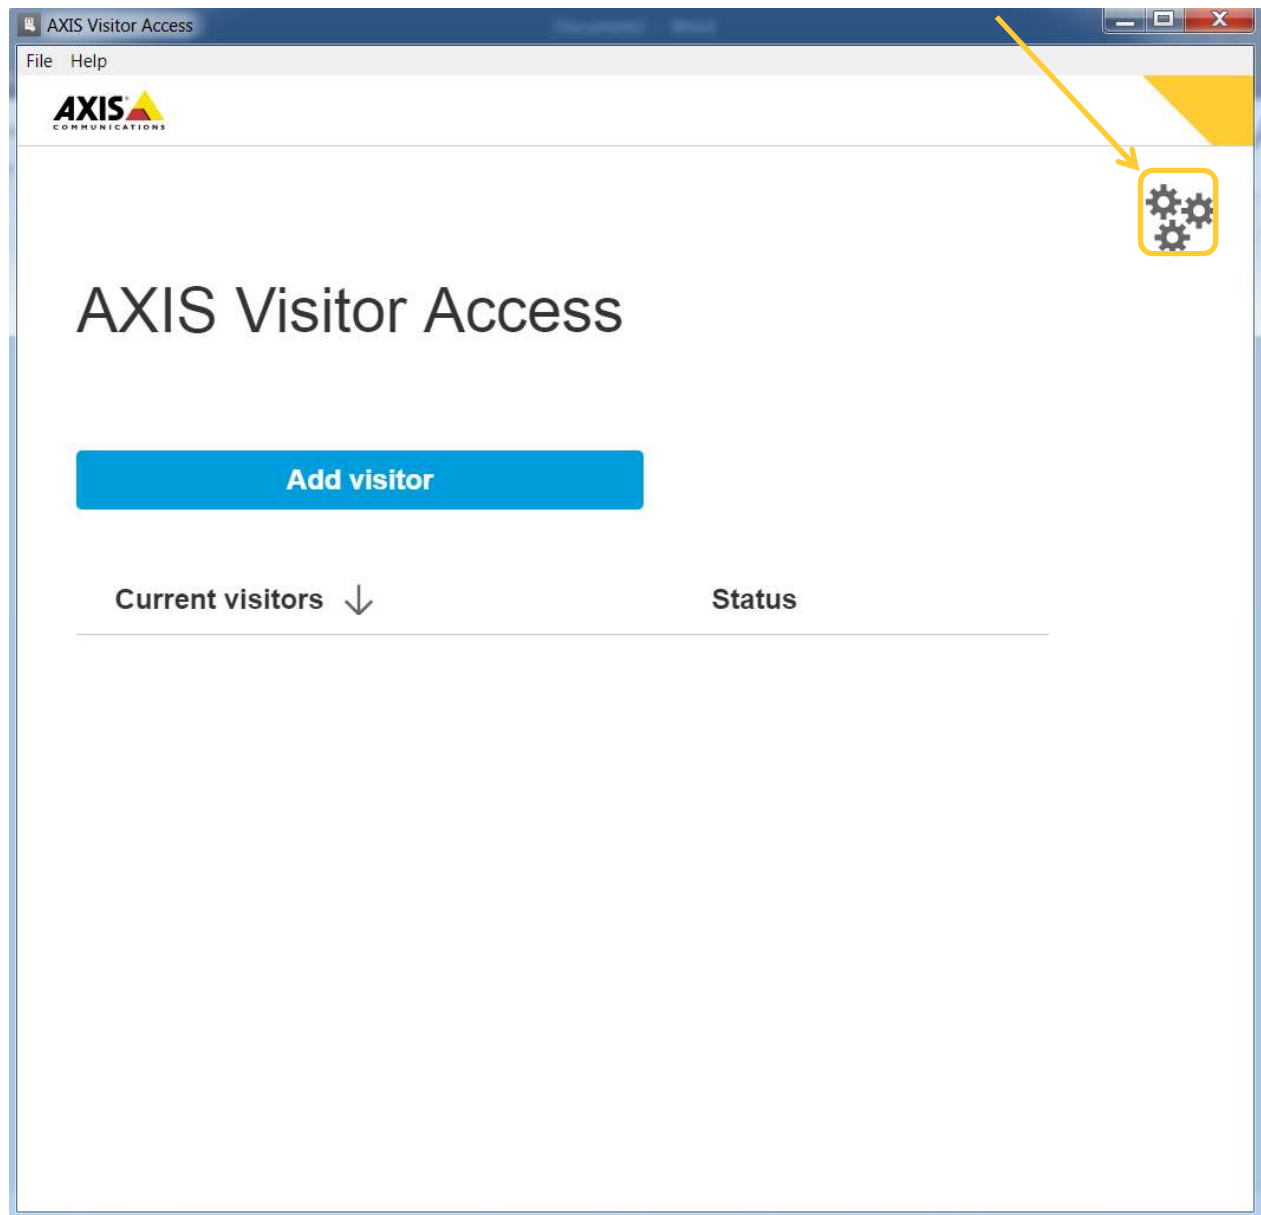 AXIS Visitor Access
File Help
AXIS
COMMUNICATIONS
AXIS Visitor Access
Add visitor
Current visitors Status